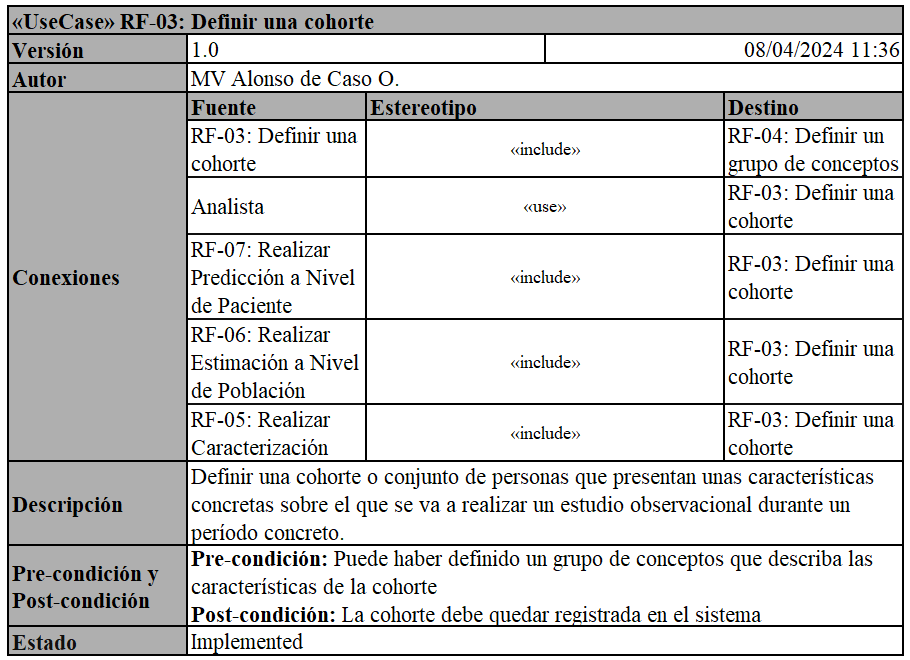 «UseCase» RF-03: Definir una cohorte
Versión 1.0 08/04/2024 11:36
Autor MV Alonso de Caso O.
Conexiones
Fuente Estereotipo Destino
RF-03: Definir una
cohorte
«include»
RF-04: Definir un
grupo de conceptos
Analista
«use»
RF-03: Definir una
cohorte
RF-07: Realizar
Predicción a Nivel
de Paciente
«include»
RF-03: Definir una
cohorte
RF-06: Realizar
Estimación a Nivel
de Población
«include»
RF-03: Definir una
cohorte
RF-05: Realizar
Caracterización
«include»
RF-03: Definir una
cohorte
Descripción
Definir una cohorte o conjunto de personas que presentan unas características
concretas sobre el que se va a realizar un estudio observacional durante un
período concreto.
Pre-condición y
Post-condición
Pre-condición: Puede haber definido un grupo de conceptos que describa las
características de la cohorte
Post-condición: La cohorte debe quedar registrada en el sistema
Estado Implemented